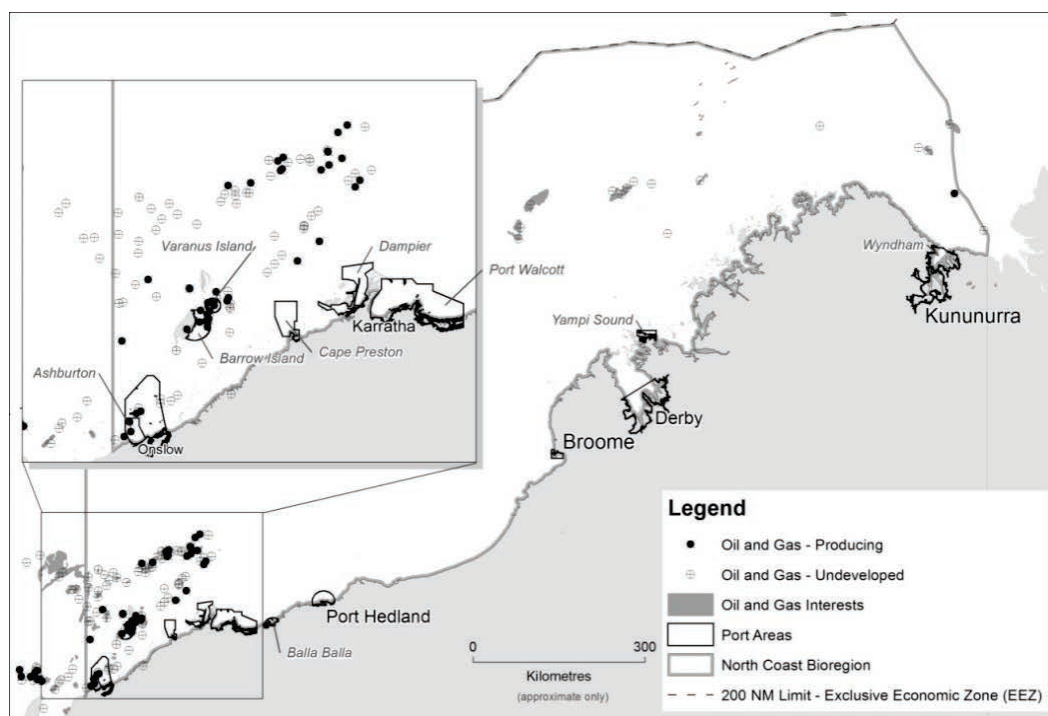 Varanus Island
Dampier
Port Walcott
Karratha
Cape Preston
Barrow Island
Ashburton
Onslow
Wyndham
Kununurra
Yampi Sound
Derby
Broome
Port Hedland
Balla Balla
0
300
Kilometres
(approximate only)
Legend
Oil and Gas - Producing
Oil and Gas - Undeveloped
Oil and Gas Interests
Port Areas
North Coast Bioregion
200 NM Limit - Exclusive Economic Zone (EEZ)